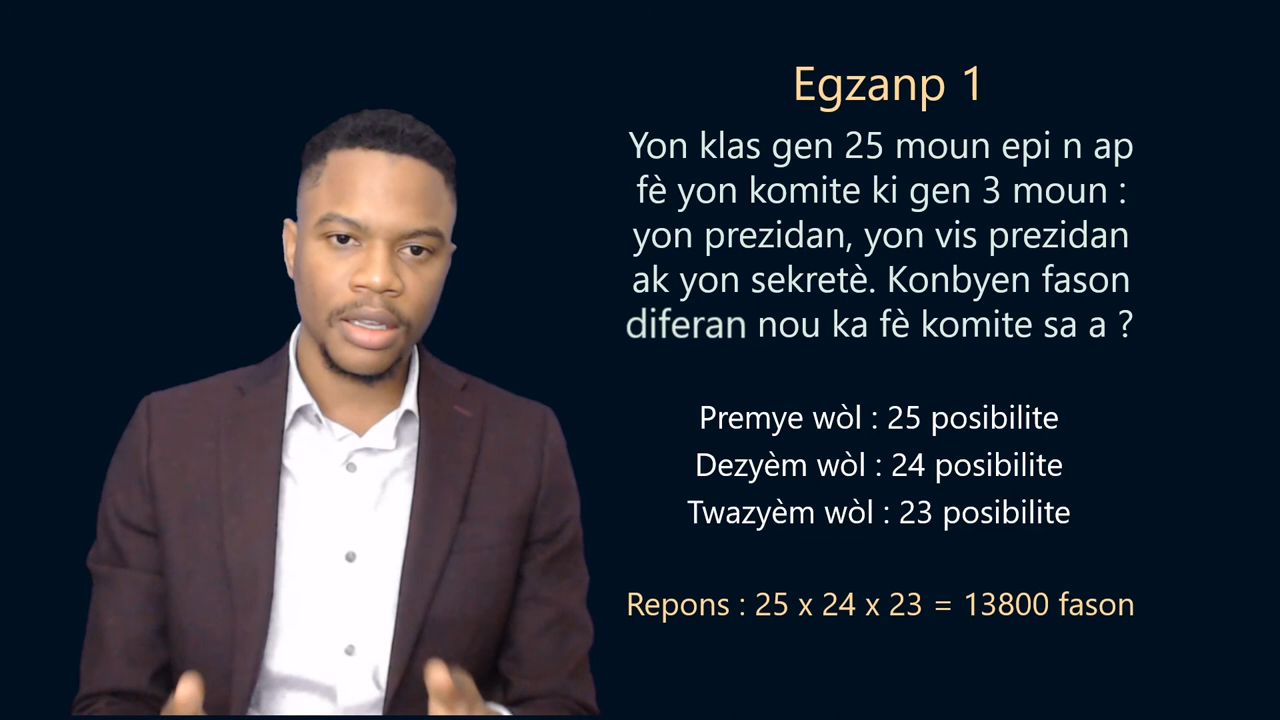 Egzanp 1
Yon klas gen 25 moun epi n ap
fè yon komite ki gen 3 moun :
yon prezidan, yon vis prezidan
ak yon sekretè. Konbyen fason
diferan nou ka fè komite sa a ?
Premye wòl : 25 posibilite
Dezyèm wòl : 24 posibilite
Twazyèm wòl : 23 posibilite
Repons : 25 x 24 x 23 = 13800 fason